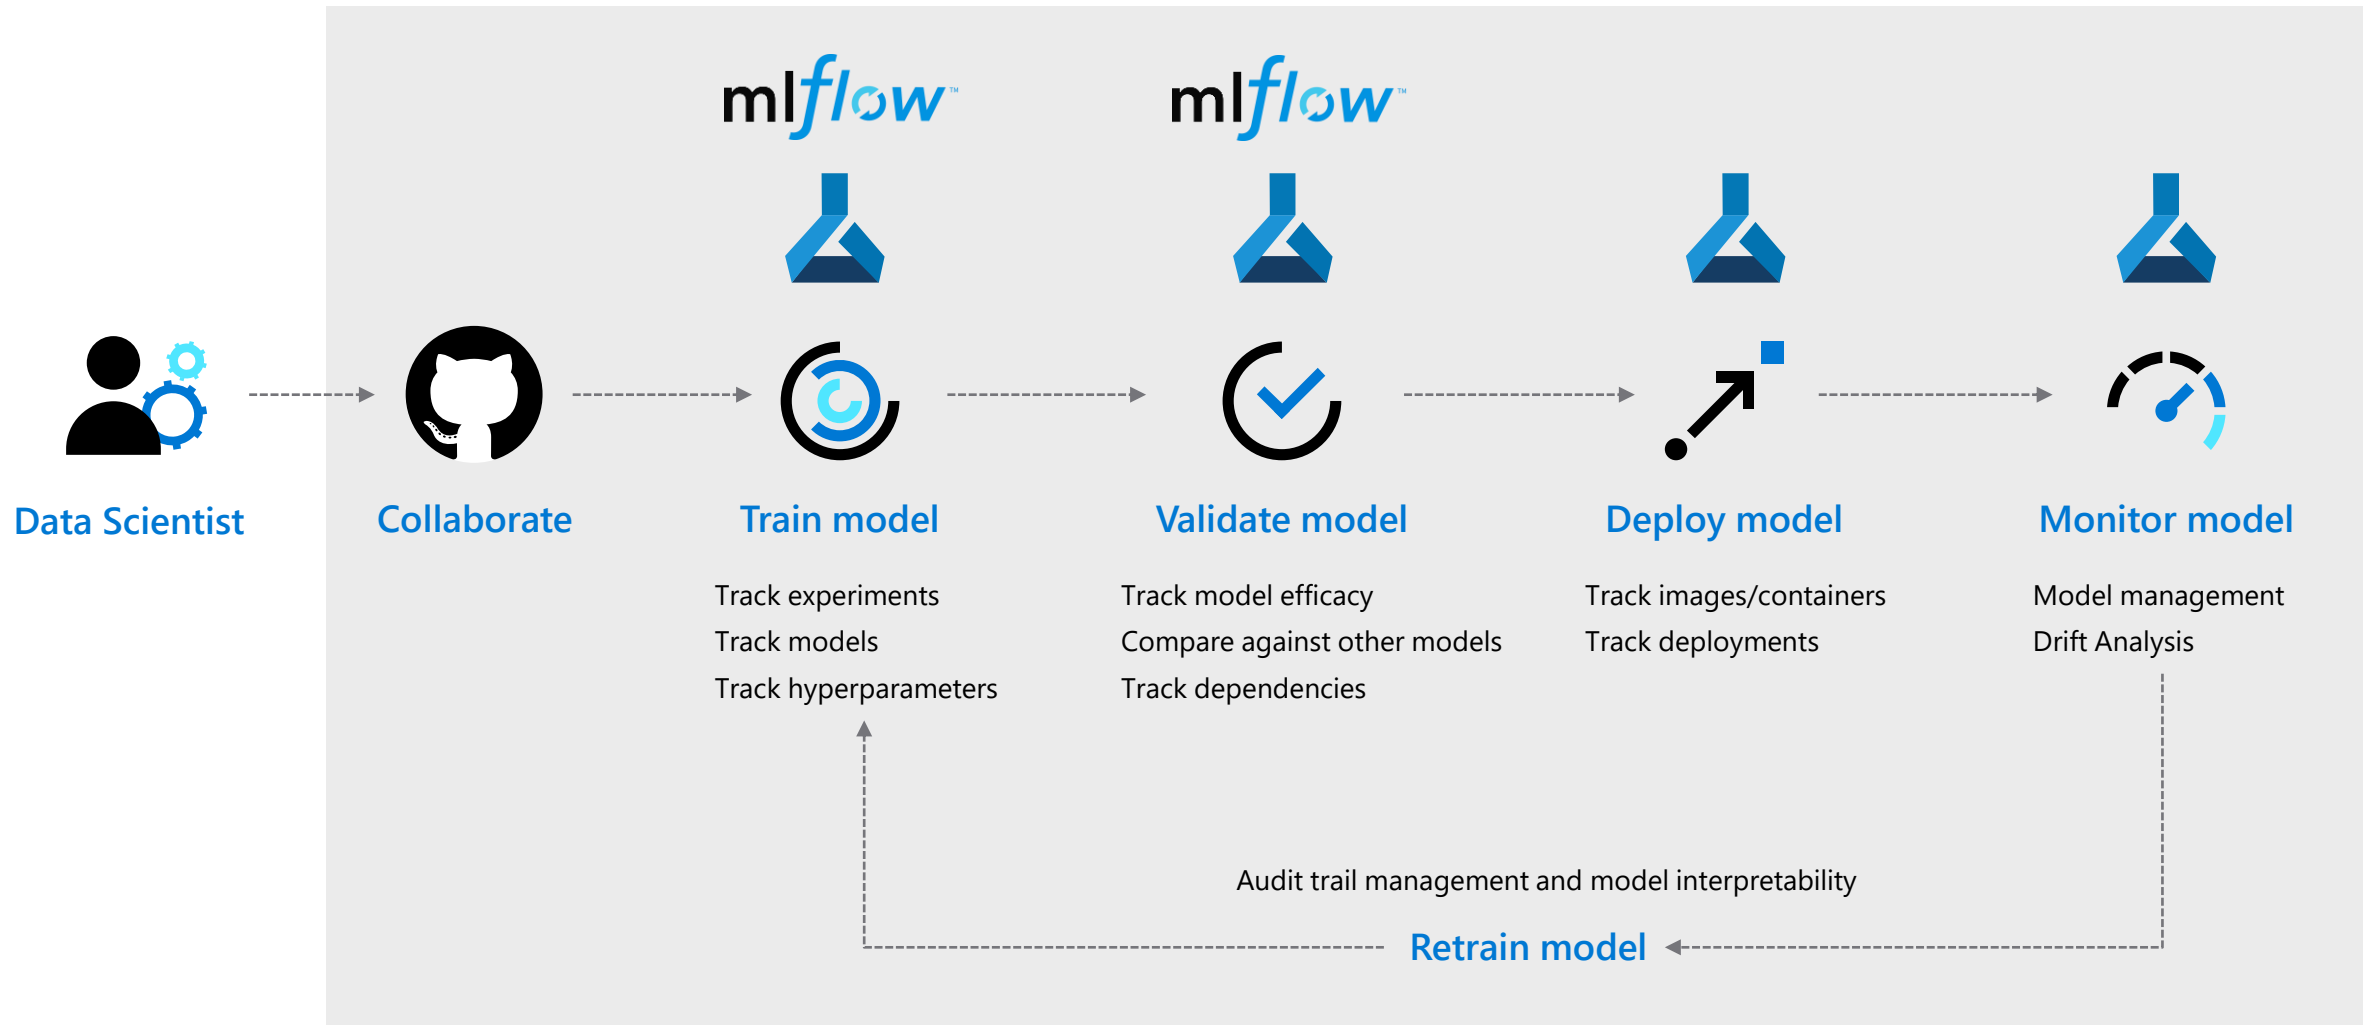 mlflow™
mlflow™
Data Scientist
Collaborate
Train model
Validate model
Deploy model
Monitor model
Track experiments
Track models
Track hyperparameters
Track model efficacy
Compare against other models
Track dependencies
Track images/containers
Track deployments
Model management
Drift Analysis
Audit trail management and model interpretability
Retrain model